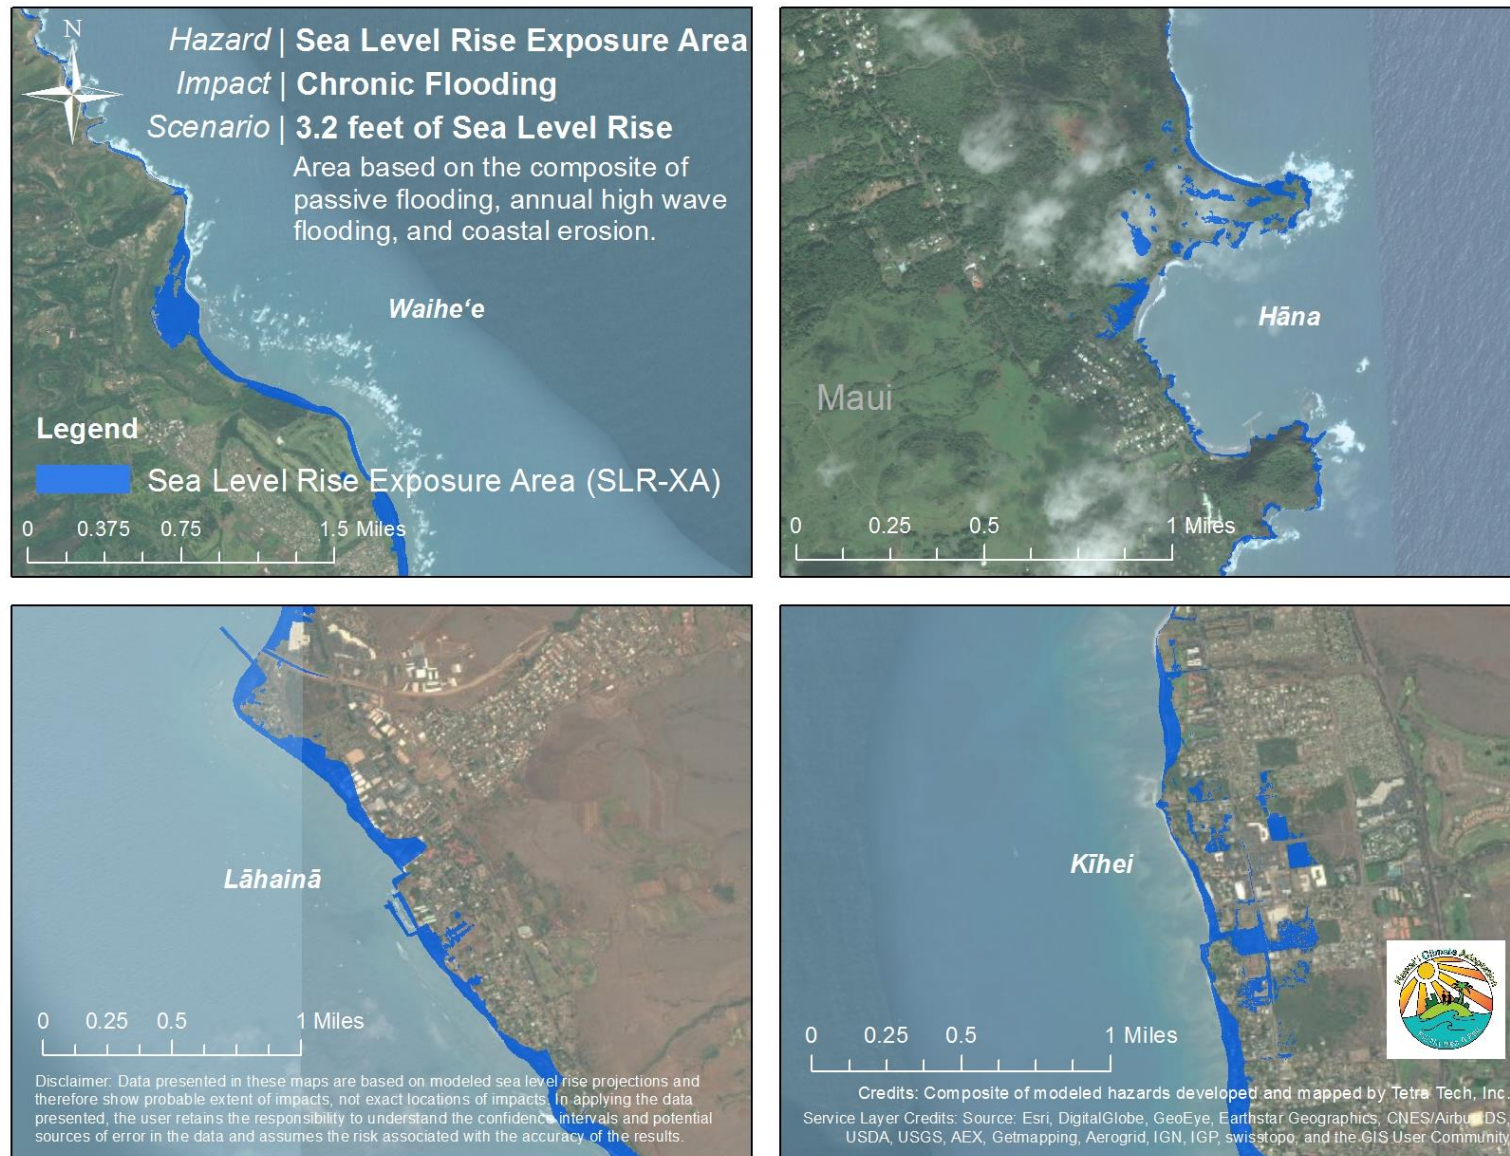 N
Hazard | Sea Level Rise Exposure Area
Impact | Chronic Flooding
Scenario | 3.2 feet of Sea Level Rise
Area based on the composite of
passive flooding, annual high wave
flooding, and coastal erosion.
Waiheʻe
Legend
Sea Level Rise Exposure Area (SLR-XA)
0 0.375 0.75 1.5 Miles
Hāna
Maui
0 0.25 0.5 1 Miles
Lāhainā
0 0.25 0.5 1 Miles
Disclaimer: Data presented in these maps are based on modeled sea level rise projections and
therefore show probable extent of impacts, not exact locations of impacts. In applying the data
presented, the user retains the responsibility to understand the confidence intervals and potential
sources of error in the data and assumes the risk associated with the accuracy of the results.
Kīhei
Hawaiʻi Climate Adaptation
0 0.25 0.5 1 Miles
Credits: Composite of modeled hazards developed and mapped by Tetra Tech, Inc.
Service Layer Credits: Source: Esri, DigitalGlobe, GeoEye, Earthstar Geographics, CNES/Airbus DS,
USDA, USGS, AEX, Getmapping, Aerogrid, IGN, IGP, swisstopo, and the GIS User Community